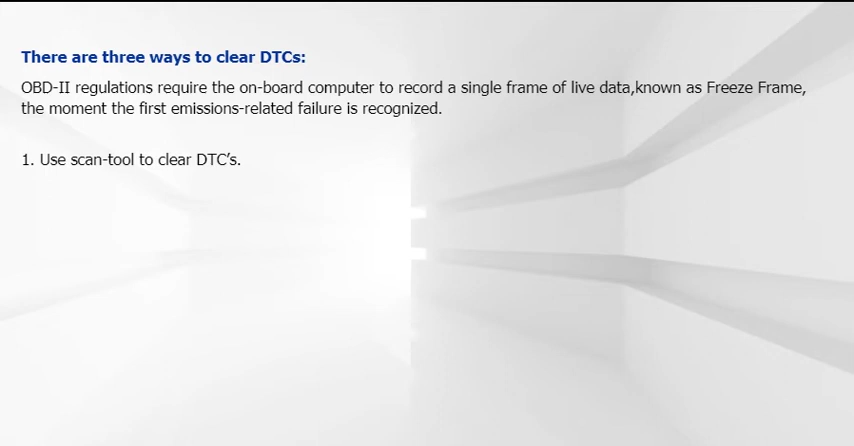 There are three ways to clear DTCs:
OBD-II regulations require the on-board computer to record a single frame of live data,known as Freeze Frame,
the moment the first emissions-related failure is recognized.
1. Use scan-tool to clear DTC’s.